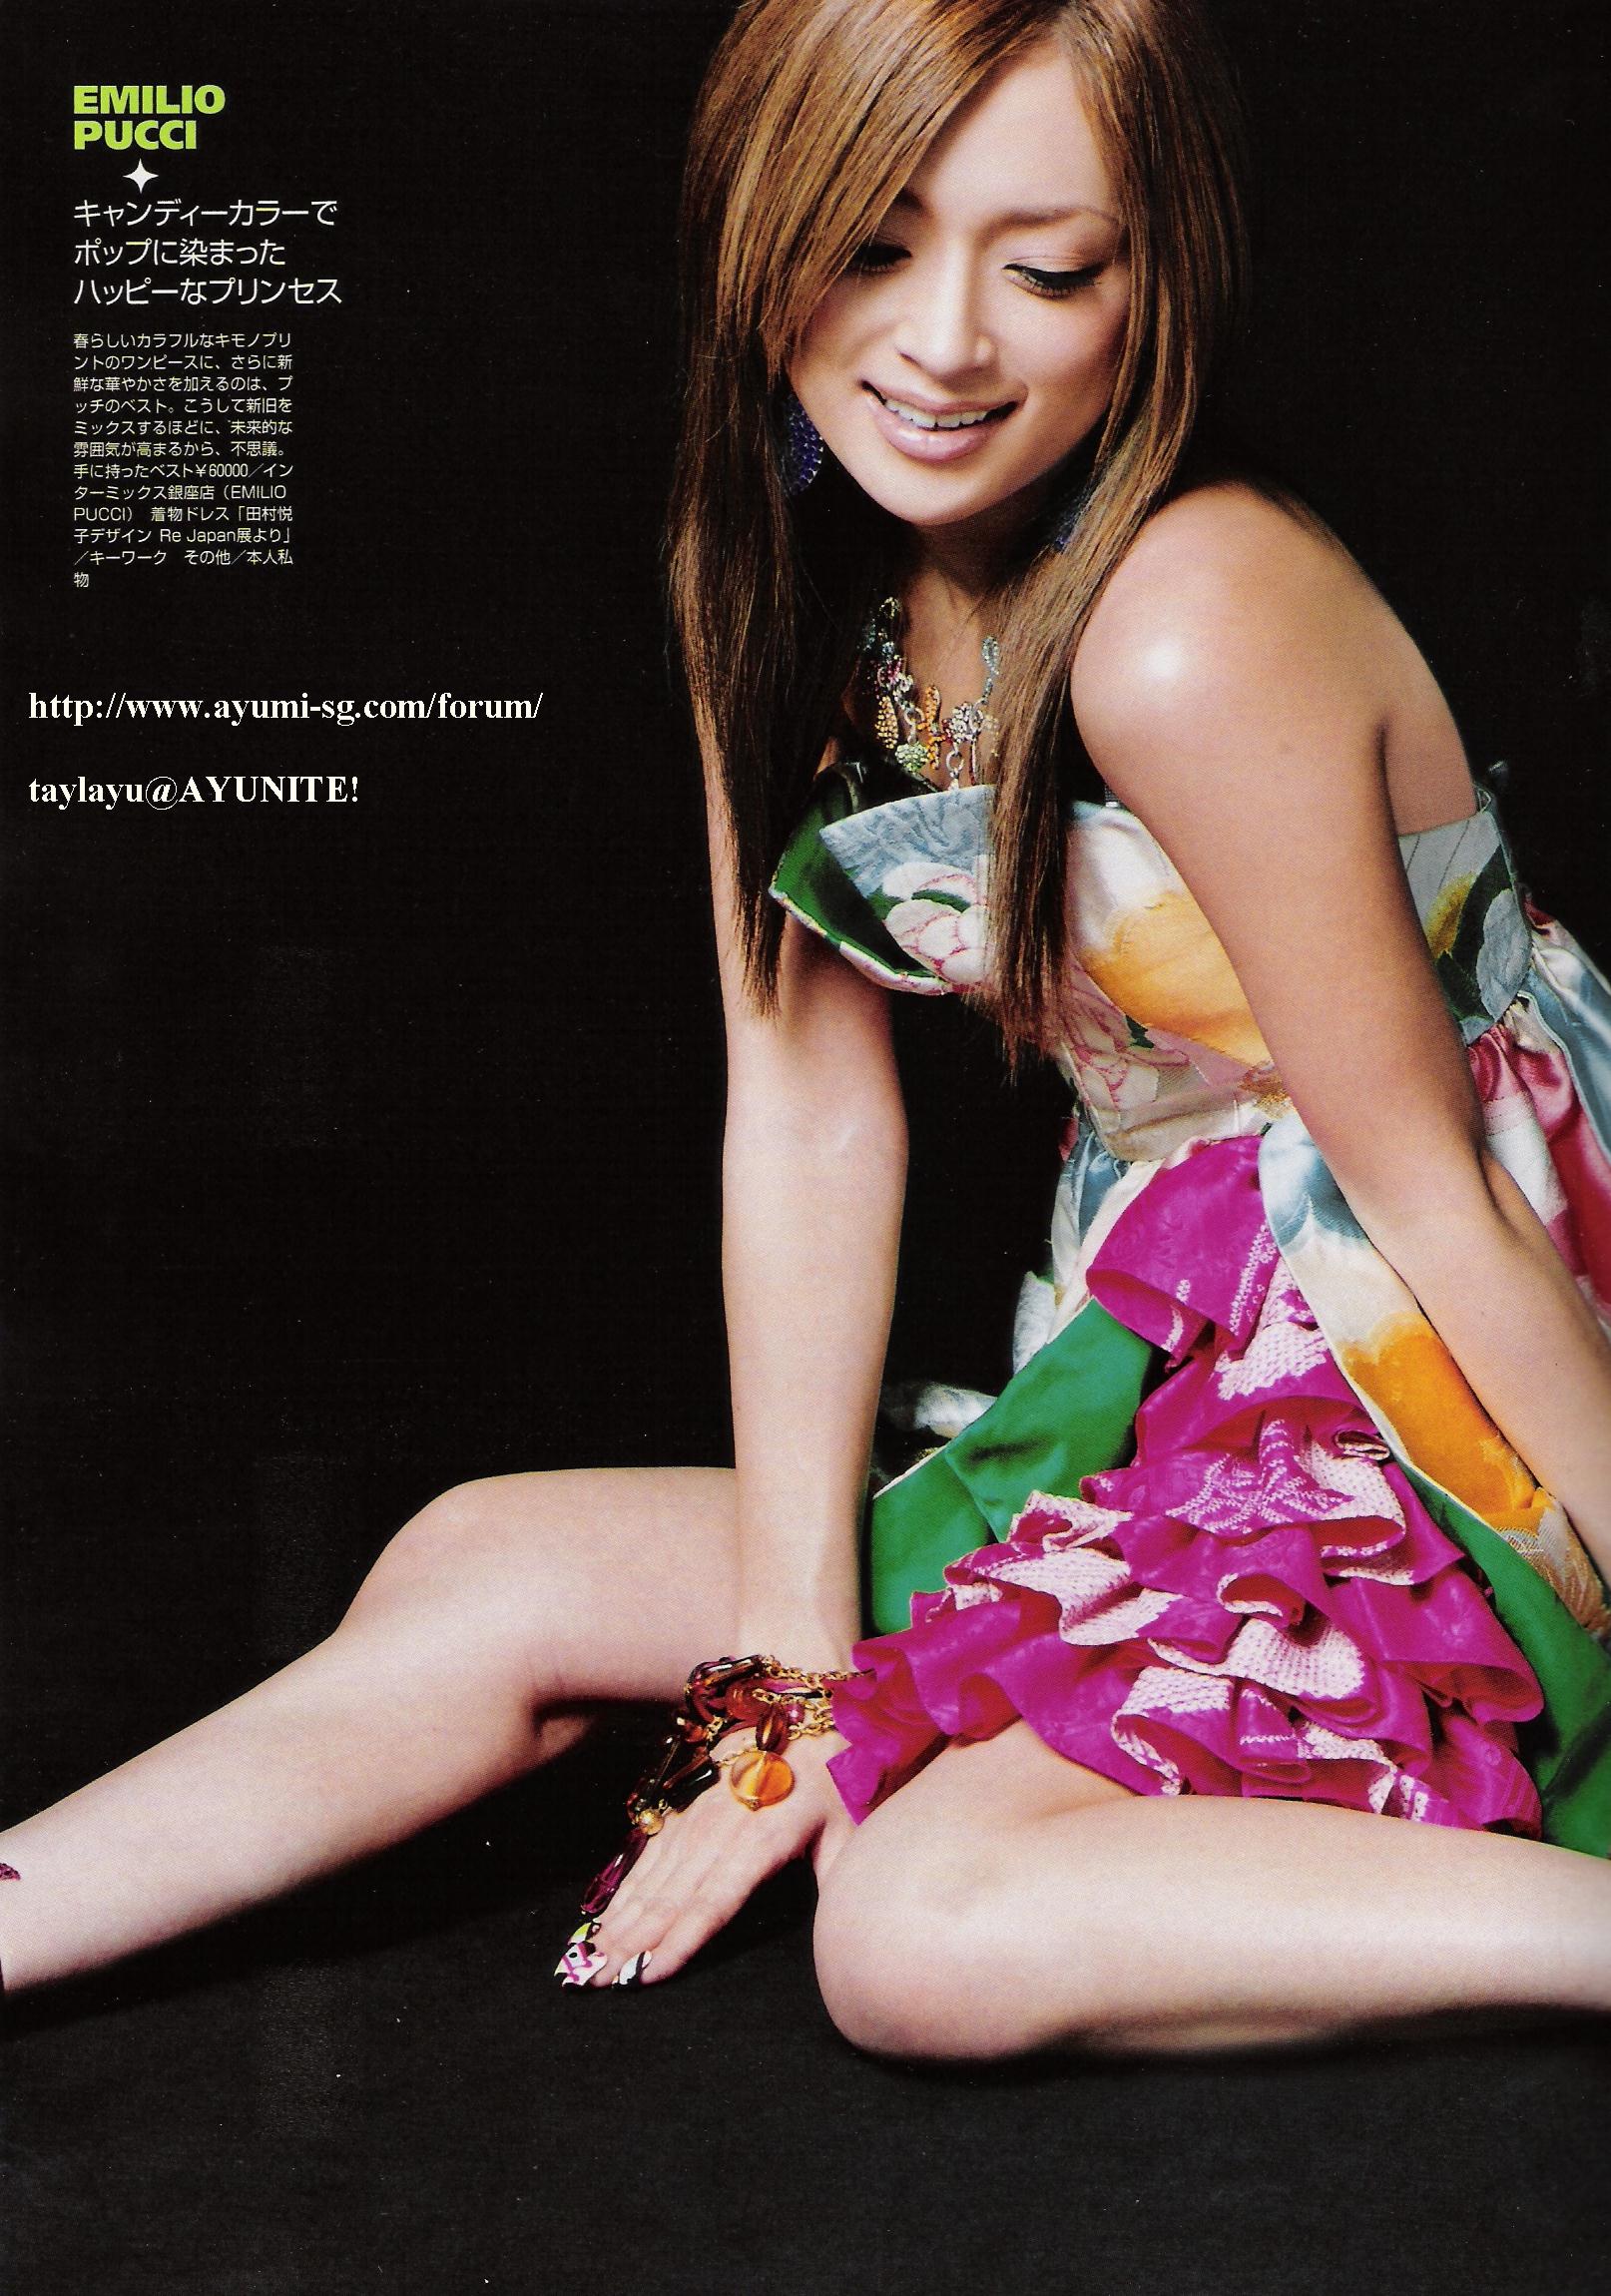 EMILIO
PUCCI
キャンディーカラーで
ポップに染まった
ハッピーなプリンセス
春らしいカラフルなキモノプリ
ントのワンピースに、さらに新
鮮な華やかさを加えるのは、プ
ッチのベスト。こうして新旧を
ミックスするほどに、未来的な
雰囲気が高まるから、不思議。
手に持ったベスト¥60000／イン
ターミックス銀座店（EMILIO
PUCCI） 着物ドレス「田村悦
子デザイン Re Japan展より」
／キーワーク　その他／本人私
物
http://www.ayumi-sg.com/forum/
taylayu@AYUNITE!